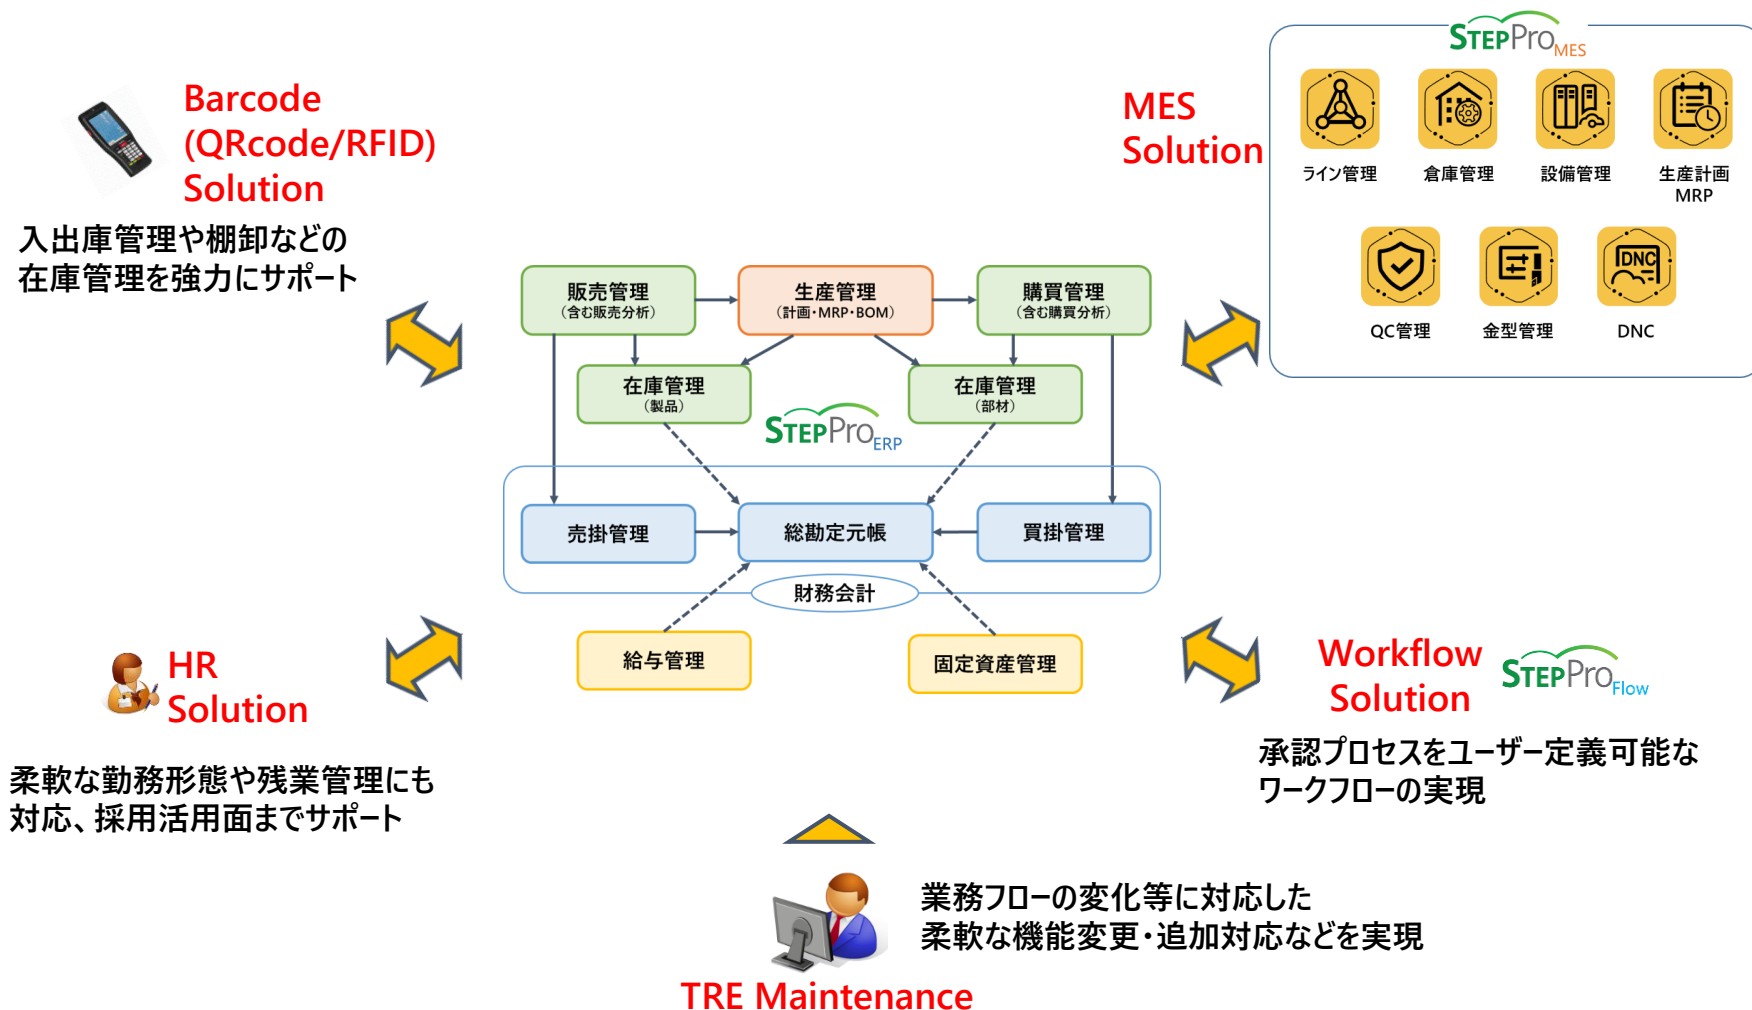 Barcode
(QRcode/RFID)
Solution
入出庫管理や棚卸などの
在庫管理を強力にサポート
MES
Solution
STEPPro MES
ライン管理
倉庫管理
設備管理
生産計画
MRP
DNC
QC管理
金型管理
DNC
販売管理
(含む販売分析)
生産管理
(計画・MRP・BOM)
購買管理
(含む購買分析)
在庫管理
(製品)
在庫管理
(部材)
STEPPro ERP
売掛管理
総勘定元帳
買掛管理
財務会計
給与管理
固定資産管理
HR
Solution
柔軟な勤務形態や残業管理にも
対応、採用活用面までサポート
Workflow
Solution
STEPPro Flow
承認プロセスをユーザー定義可能な
ワークフローの実現
業務フローの変化等に対応した
柔軟な機能変更・追加対応などを実現
TRE Maintenance